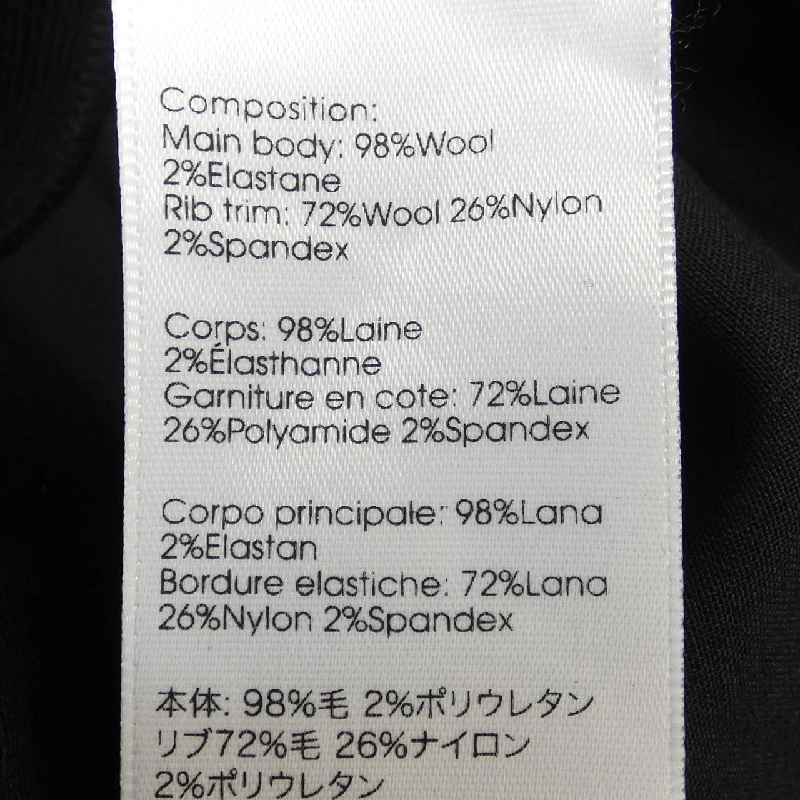 Composition:
Main body: 98%Wool
2%Elastane
Rib trim: 72%Wool 26%Nylon
2%Spandex
Corps: 98%Laine
2%Élasthanne
Garniture en cote: 72%Laine
26%Polyamide 2%Spandex
Corpo principale: 98%Lana
2%Elastan
Bordure elastiche: 72%Lana
26%Nylon 2%Spandex
本体: 98%毛 2%ポリウレタン
リブ72%毛 26%ナイロン
2%ポリウレタン